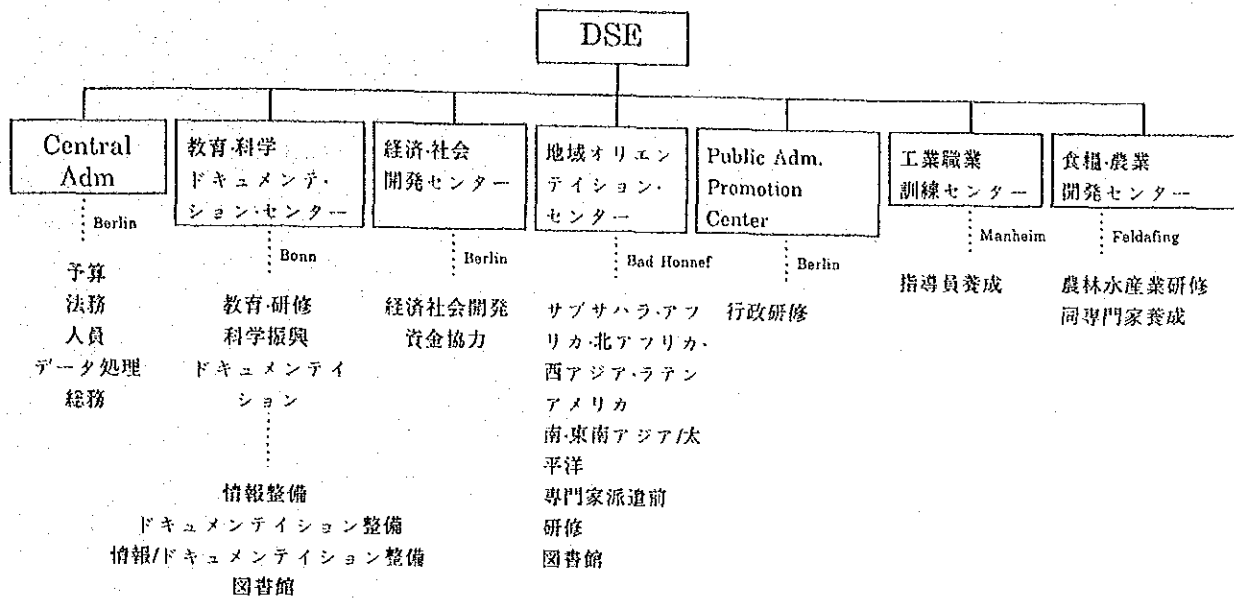 DSE
Central
Adm
Berlin
予算
法務
人員
データ処理
総務
教育・科学
ドキュメンテ・
ション・センター
Bonn
教育・研修
科学振興
ドキュメンテイ
ション
情報整備
ドキュメンテイション整備
情報/ドキュメンテイション整備
図書館
経済・社会
開発センター
Berlin
経済社会開発
資金協力
地域オリエン
テイション・
センター
Bad Honnef
サブサハラ・アフ
リカ・北アフリカ・
西アジア・ラテン
アメリカ
南・東南アジア/太
平洋
専門家派遣前
研修
図書館
Public Adm.
Promotion
Center
Berlin
行政研修
工業職業
訓練センター
Manheim
指導員養成
食糧・農業
開発センター
Feldafing
農林水産業研修
同専門家養成